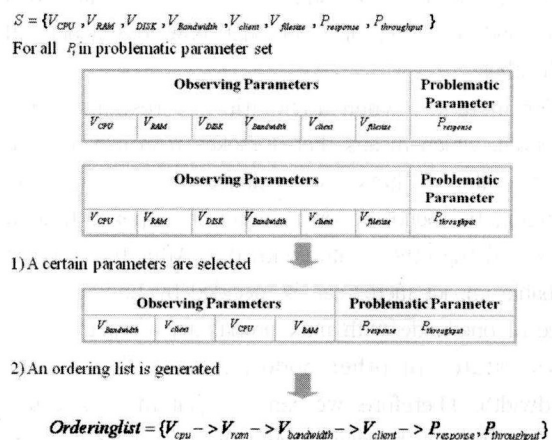 S = {V_CPU , V_RAM , V_DISK , V_Bandwidth , V_client , V_filesize , P_response , P_throughput }
For all P_i in problematic parameter set
Observing Parameters Problematic Parameter
V_CPU V_RAM V_DISK V_Bandwidth V_client V_filesize P_response
Observing Parameters Problematic Parameter
V_CPU V_RAM V_DISK V_Bandwidth V_client V_filesize P_throughput
1) A certain parameters are selected
Observing Parameters Problematic Parameter
V_Bandwidth V_client V_CPU V_RAM P_response P_throughput
2) An ordering list is generated
Orderinglist = {V_cpu -> V_ram -> V_bandwidth -> V_client -> P_response, P_throughput}